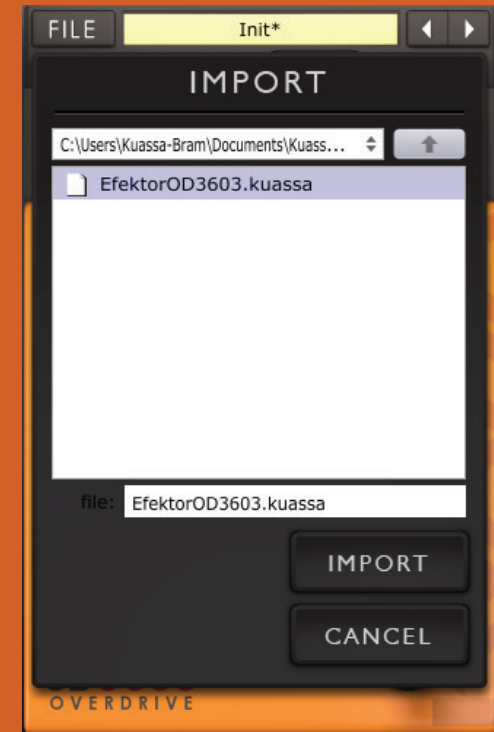 FILE Init*
IMPORT
C:\Users\Kuassa-Bram\Documents\Kuass...
EfektorOD3603.kuassa
file: EfektorOD3603.kuassa
IMPORT
CANCEL
OVERDRIVE